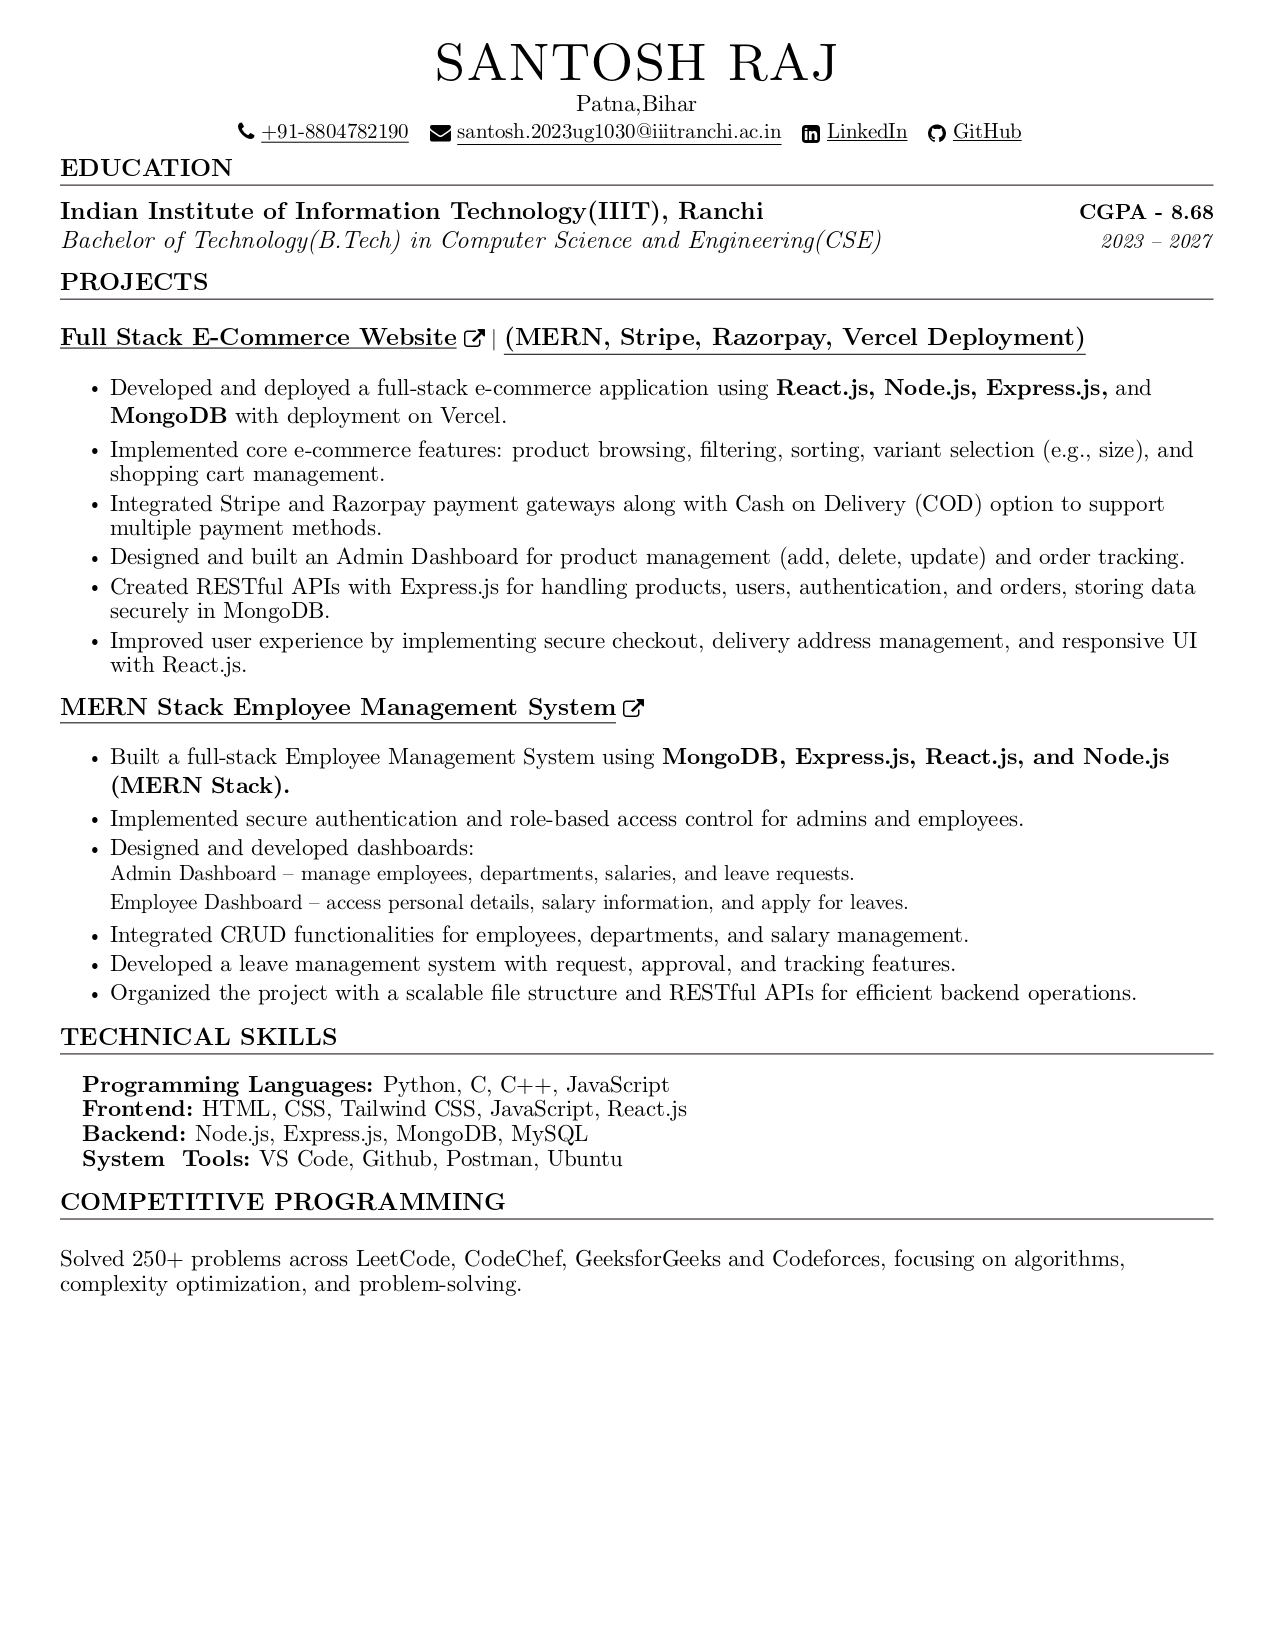 SANTOSH RAJ
Patna,Bihar
+91-8804782190 santosh.2023ug1030@iiitranchi.ac.in LinkedIn GitHub
EDUCATION
Indian Institute of Information Technology(IIIT), Ranchi CGPA - 8.68
Bachelor of Technology(B.Tech) in Computer Science and Engineering(CSE) 2023 – 2027
PROJECTS
Full Stack E-Commerce Website | (MERN, Stripe, Razorpay, Vercel Deployment)
• Developed and deployed a full-stack e-commerce application using React.js, Node.js, Express.js, and
MongoDB with deployment on Vercel.
• Implemented core e-commerce features: product browsing, filtering, sorting, variant selection (e.g., size), and
shopping cart management.
• Integrated Stripe and Razorpay payment gateways along with Cash on Delivery (COD) option to support
multiple payment methods.
• Designed and built an Admin Dashboard for product management (add, delete, update) and order tracking.
• Created RESTful APIs with Express.js for handling products, users, authentication, and orders, storing data
securely in MongoDB.
• Improved user experience by implementing secure checkout, delivery address management, and responsive UI
with React.js.
MERN Stack Employee Management System
• Built a full-stack Employee Management System using MongoDB, Express.js, React.js, and Node.js
(MERN Stack).
• Implemented secure authentication and role-based access control for admins and employees.
• Designed and developed dashboards:
Admin Dashboard – manage employees, departments, salaries, and leave requests.
Employee Dashboard – access personal details, salary information, and apply for leaves.
• Integrated CRUD functionalities for employees, departments, and salary management.
• Developed a leave management system with request, approval, and tracking features.
• Organized the project with a scalable file structure and RESTful APIs for efficient backend operations.
TECHNICAL SKILLS
Programming Languages: Python, C, C++, JavaScript
Frontend: HTML, CSS, Tailwind CSS, JavaScript, React.js
Backend: Node.js, Express.js, MongoDB, MySQL
System Tools: VS Code, Github, Postman, Ubuntu
COMPETITIVE PROGRAMMING
Solved 250+ problems across LeetCode, CodeChef, GeeksforGeeks and Codeforces, focusing on algorithms,
complexity optimization, and problem-solving.